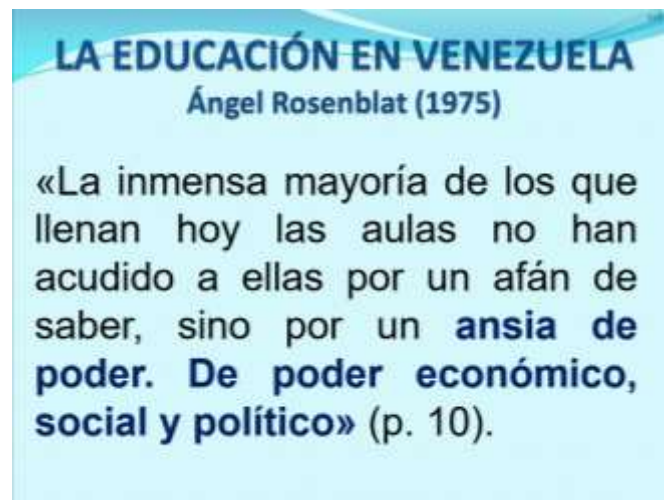 LA EDUCACIÓN EN VENEZUELA
Ángel Rosenblat (1975)
«La inmensa mayoría de los que
llenan hoy las aulas no han
acudido a ellas por un afán de
saber, sino por un ansia de
poder. De poder económico,
social y político» (p. 10).